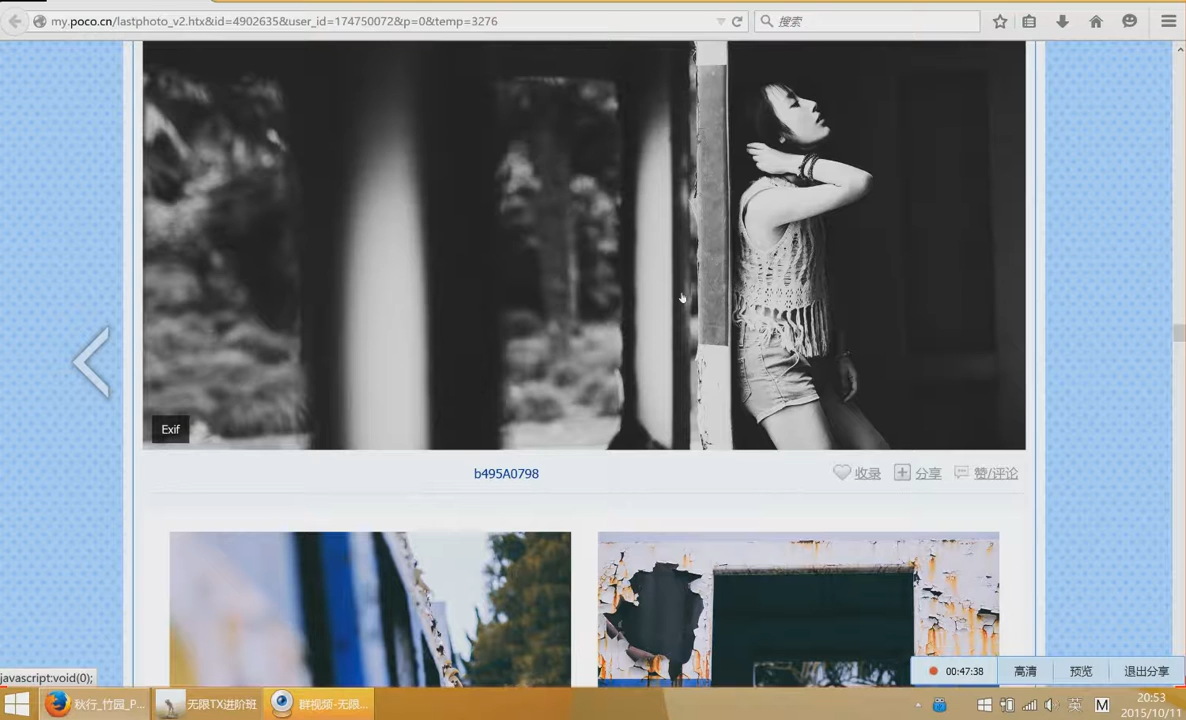 my.poco.cn/lastphoto_v2.htx&id=4902635&user_id=174750072&p=0&temp=3276
搜索
Exif
b495A0798
收录
分享
赞/评论
00:47:38
高清
预览
退出分享
javascript:void(0);
秋行_竹园_P...
无限TX进阶班
群视频-无限...
英
M
20:53
2015/10/11